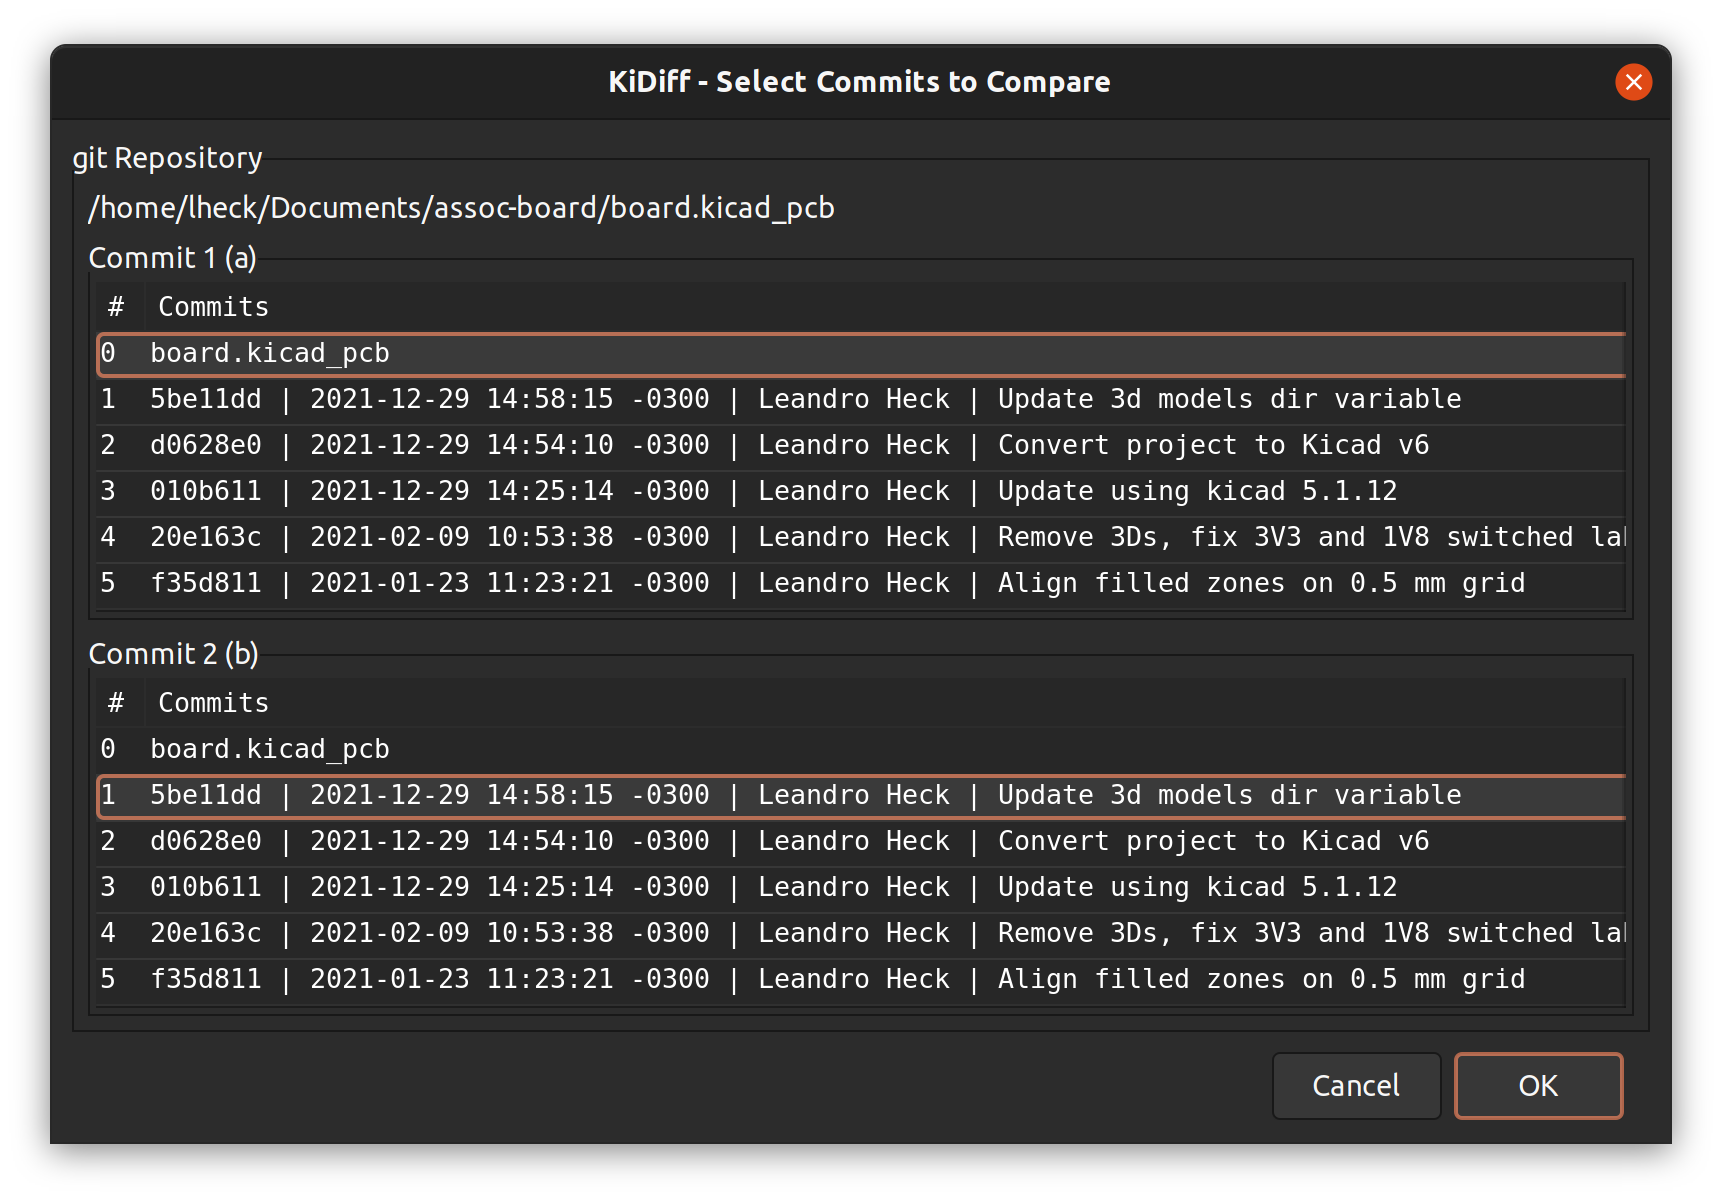 KiDiff - Select Commits to Compare
git Repository
/home/lheck/Documents/assoc-board/board.kicad_pcb
Commit 1 (a)
# Commits
0 board.kicad_pcb
1 5be11dd | 2021-12-29 14:58:15 -0300 | Leandro Heck | Update 3d models dir variable
2 d0628e0 | 2021-12-29 14:54:10 -0300 | Leandro Heck | Convert project to Kicad v6
3 010b611 | 2021-12-29 14:25:14 -0300 | Leandro Heck | Update using kicad 5.1.12
4 20e163c | 2021-02-09 10:53:38 -0300 | Leandro Heck | Remove 3Ds, fix 3V3 and 1V8 switched
5 f35d811 | 2021-01-23 11:23:21 -0300 | Leandro Heck | Align filled zones on 0.5 mm grid
Commit 2 (b)
# Commits
0 board.kicad_pcb
1 5be11dd | 2021-12-29 14:58:15 -0300 | Leandro Heck | Update 3d models dir variable
2 d0628e0 | 2021-12-29 14:54:10 -0300 | Leandro Heck | Convert project to Kicad v6
3 010b611 | 2021-12-29 14:25:14 -0300 | Leandro Heck | Update using kicad 5.1.12
4 20e163c | 2021-02-09 10:53:38 -0300 | Leandro Heck | Remove 3Ds, fix 3V3 and 1V8 switched
5 f35d811 | 2021-01-23 11:23:21 -0300 | Leandro Heck | Align filled zones on 0.5 mm grid
Cancel OK